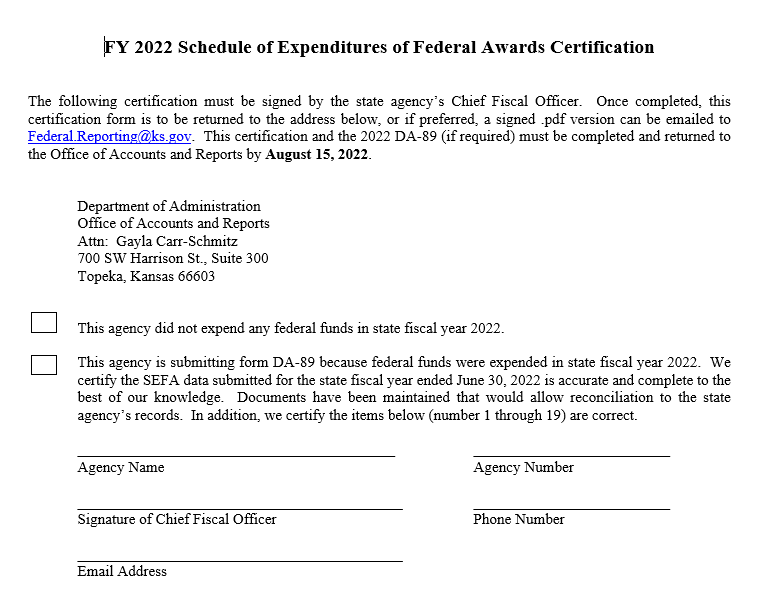 FY 2022 Schedule of Expenditures of Federal Awards Certification
The following certification must be signed by the state agency’s Chief Fiscal Officer.  Once completed, this
certification form is to be returned to the address below, or if preferred, a signed .pdf version can be emailed to
Federal.Reporting@ks.gov.  This certification and the 2022 DA-89 (if required) must be completed and returned to
the Office of Accounts and Reports by August 15, 2022.
Department of Administration
Office of Accounts and Reports
Attn:  Gayla Carr-Schmitz
700 SW Harrison St., Suite 300
Topeka, Kansas 66603
This agency did not expend any federal funds in state fiscal year 2022.
This agency is submitting form DA-89 because federal funds were expended in state fiscal year 2022.  We
certify the SEFA data submitted for the state fiscal year ended June 30, 2022 is accurate and complete to the
best of our knowledge.  Documents have been maintained that would allow reconciliation to the state
agency’s records.  In addition, we certify the items below (number 1 through 19) are correct.
Agency Name
Agency Number
Signature of Chief Fiscal Officer
Phone Number
Email Address